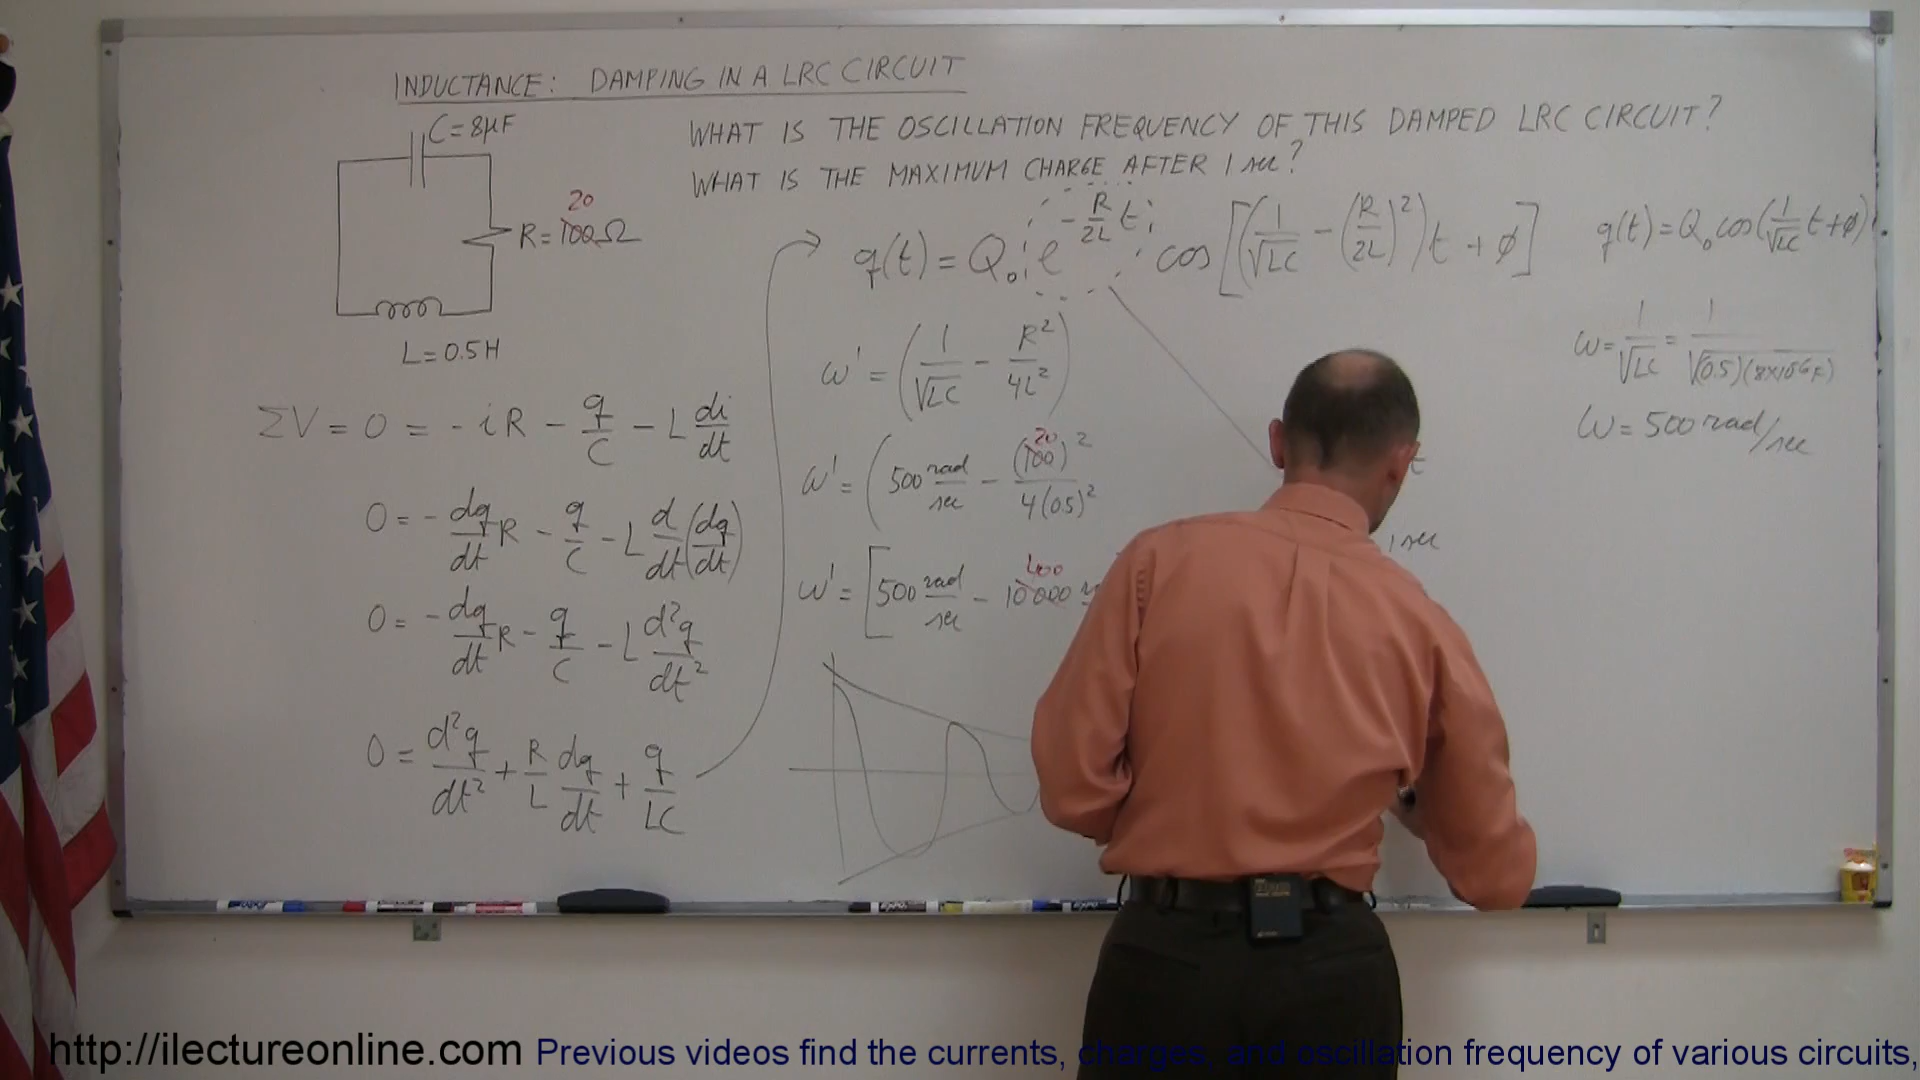 INDUCTANCE: DAMPING IN A LRC CIRCUIT
C=8μF
20
R=100Ω
L=0.5H
WHAT IS THE OSCILLATION FREQUENCY OF THIS DAMPED LRC CIRCUIT?
WHAT IS THE MAXIMUM CHARGE AFTER 1 sec?
q(t) = Q₀ e^(-R/2L t) cos[(1/√LC - (R/2L)²)t + φ]
q(t) = Q₀ cos(1/√LC t+φ)
ω' = (1/√LC - R²/4L²)
ω = 1/√LC = 1/√(0.5)(8×10⁻⁶F)
ω = 500 rad/sec
20
ω' = (500 rad/sec - (100)²/4(0.5)²
400
ω' = [500 rad/sec - 10000
t
1 sec
ΣV = 0 = -iR - q/C - L di/dt
0 = -dq/dt R - q/C - L d/dt(dq/dt)
0 = -dq/dt R - q/C - L d²q/dt²
0 = d²q/dt² + R/L dq/dt + q/LC
http://ilectureonline.com Previous videos find the currents, charges, and oscillation frequency of various circuits,